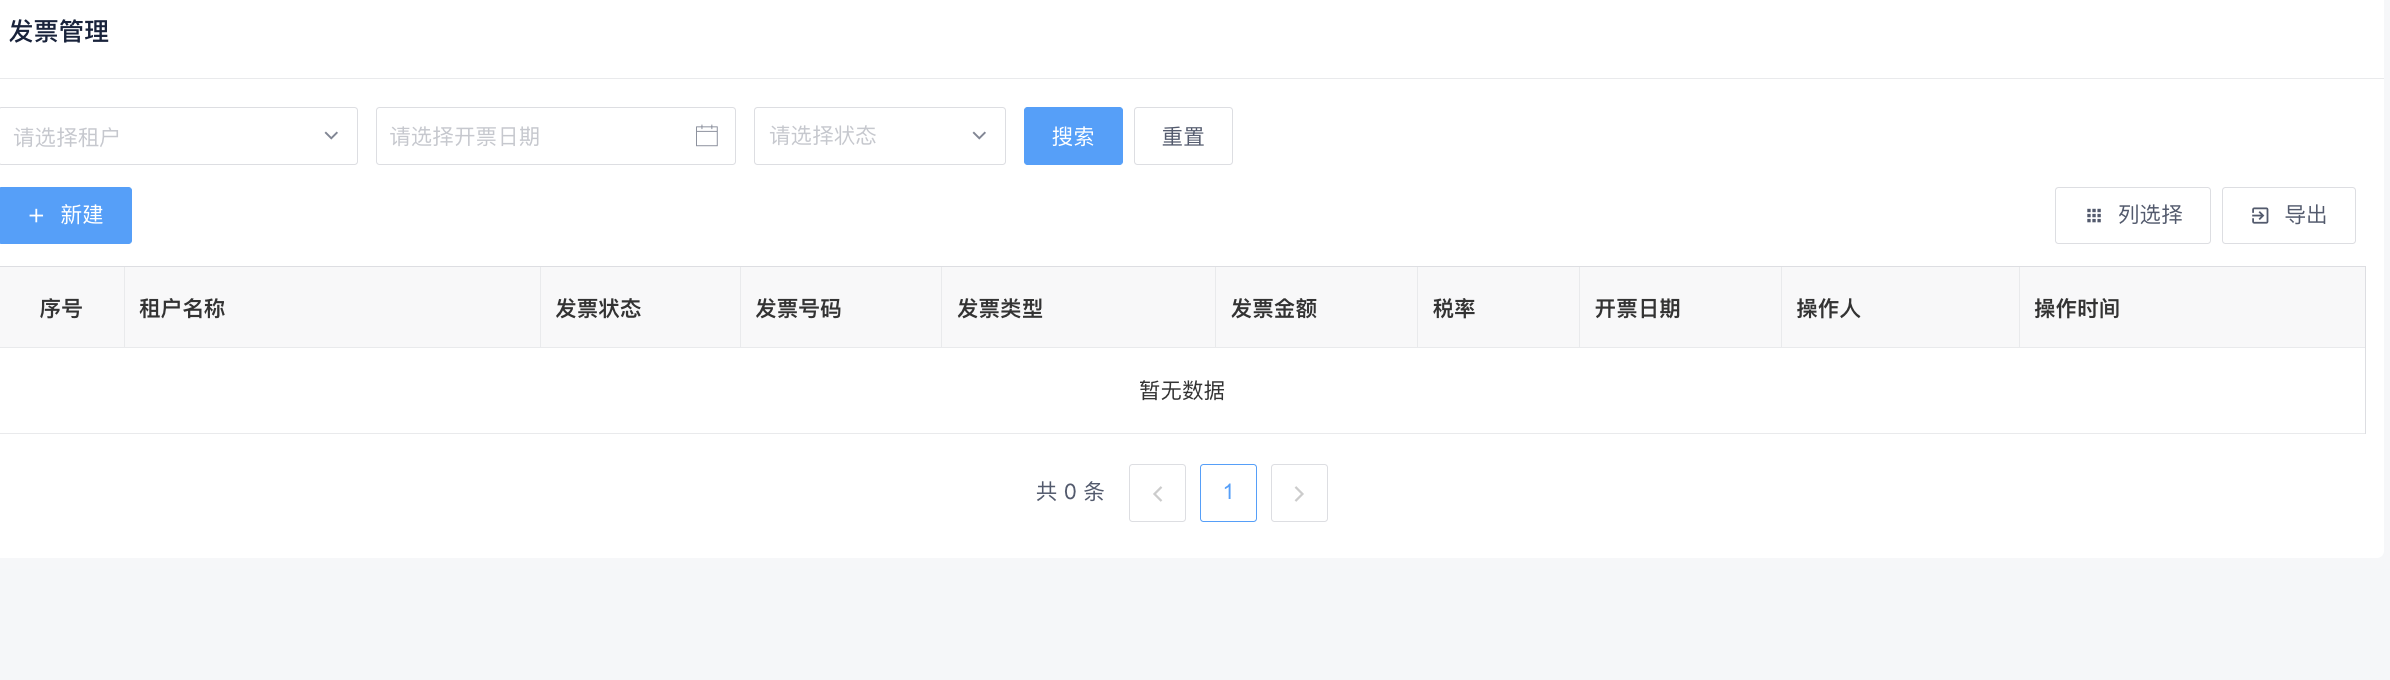 发票管理
请选择租户 请选择开票日期 请选择状态 搜索 重置
新建 列选择 导出
序号 租户名称 发票状态 发票号码 发票类型 发票金额 税率 开票日期 操作人 操作时间
暂无数据
共 0 条 1